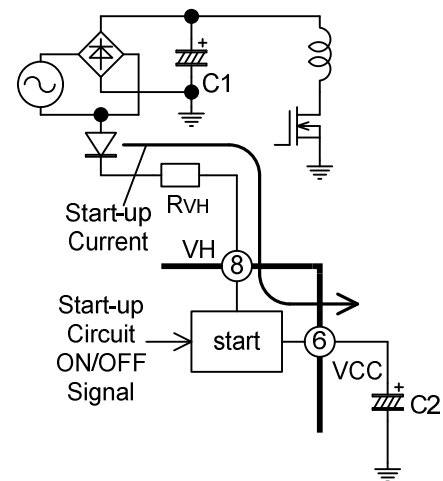 +
C1
RVH
Start-up
Current
VH
8
Start-up
Circuit
ON/OFF
Signal
start
6
VCC
+
C2